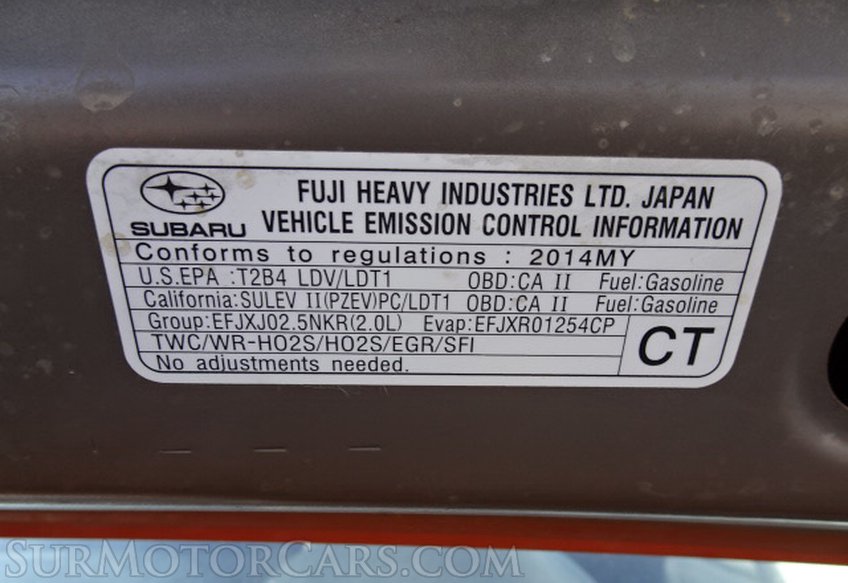 SUBARU
FUJI HEAVY INDUSTRIES LTD. JAPAN
VEHICLE EMISSION CONTROL INFORMATION
Conforms to regulations : 2014MY
U.S.EPA :T2B4 LDV/LDT1 OBD:CA II Fuel:Gasoline
California:SULEV II(PZEV)PC/LDT1 OBD:CA II Fuel:Gasoline
Group:EFJXJ02.5NKR(2.0L) Evap:EFJXR01254CP
TWC/WR-HO2S/HO2S/EGR/SFI
No adjustments needed.
CT
SURMOTORCARS.COM